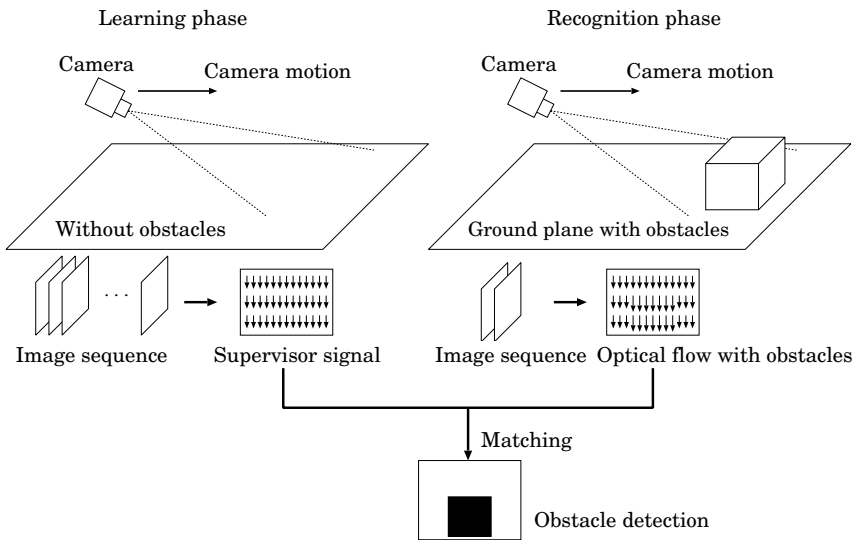 Learning phase
Camera
Camera motion
Without obstacles
Image sequence
Supervisor signal
Recognition phase
Camera
Camera motion
Ground plane with obstacles
Image sequence
Optical flow with obstacles
Matching
Obstacle detection